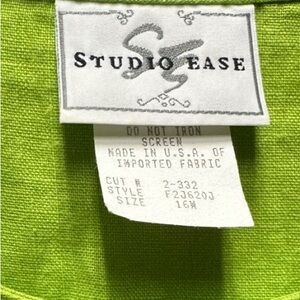 STUDIO EASE
DO NOT IRON
SCREEN
MADE IN U.S.A. OF
IMPORTED FABRIC
CUT # 2-332
STYLE F2J620J
SIZE 16W